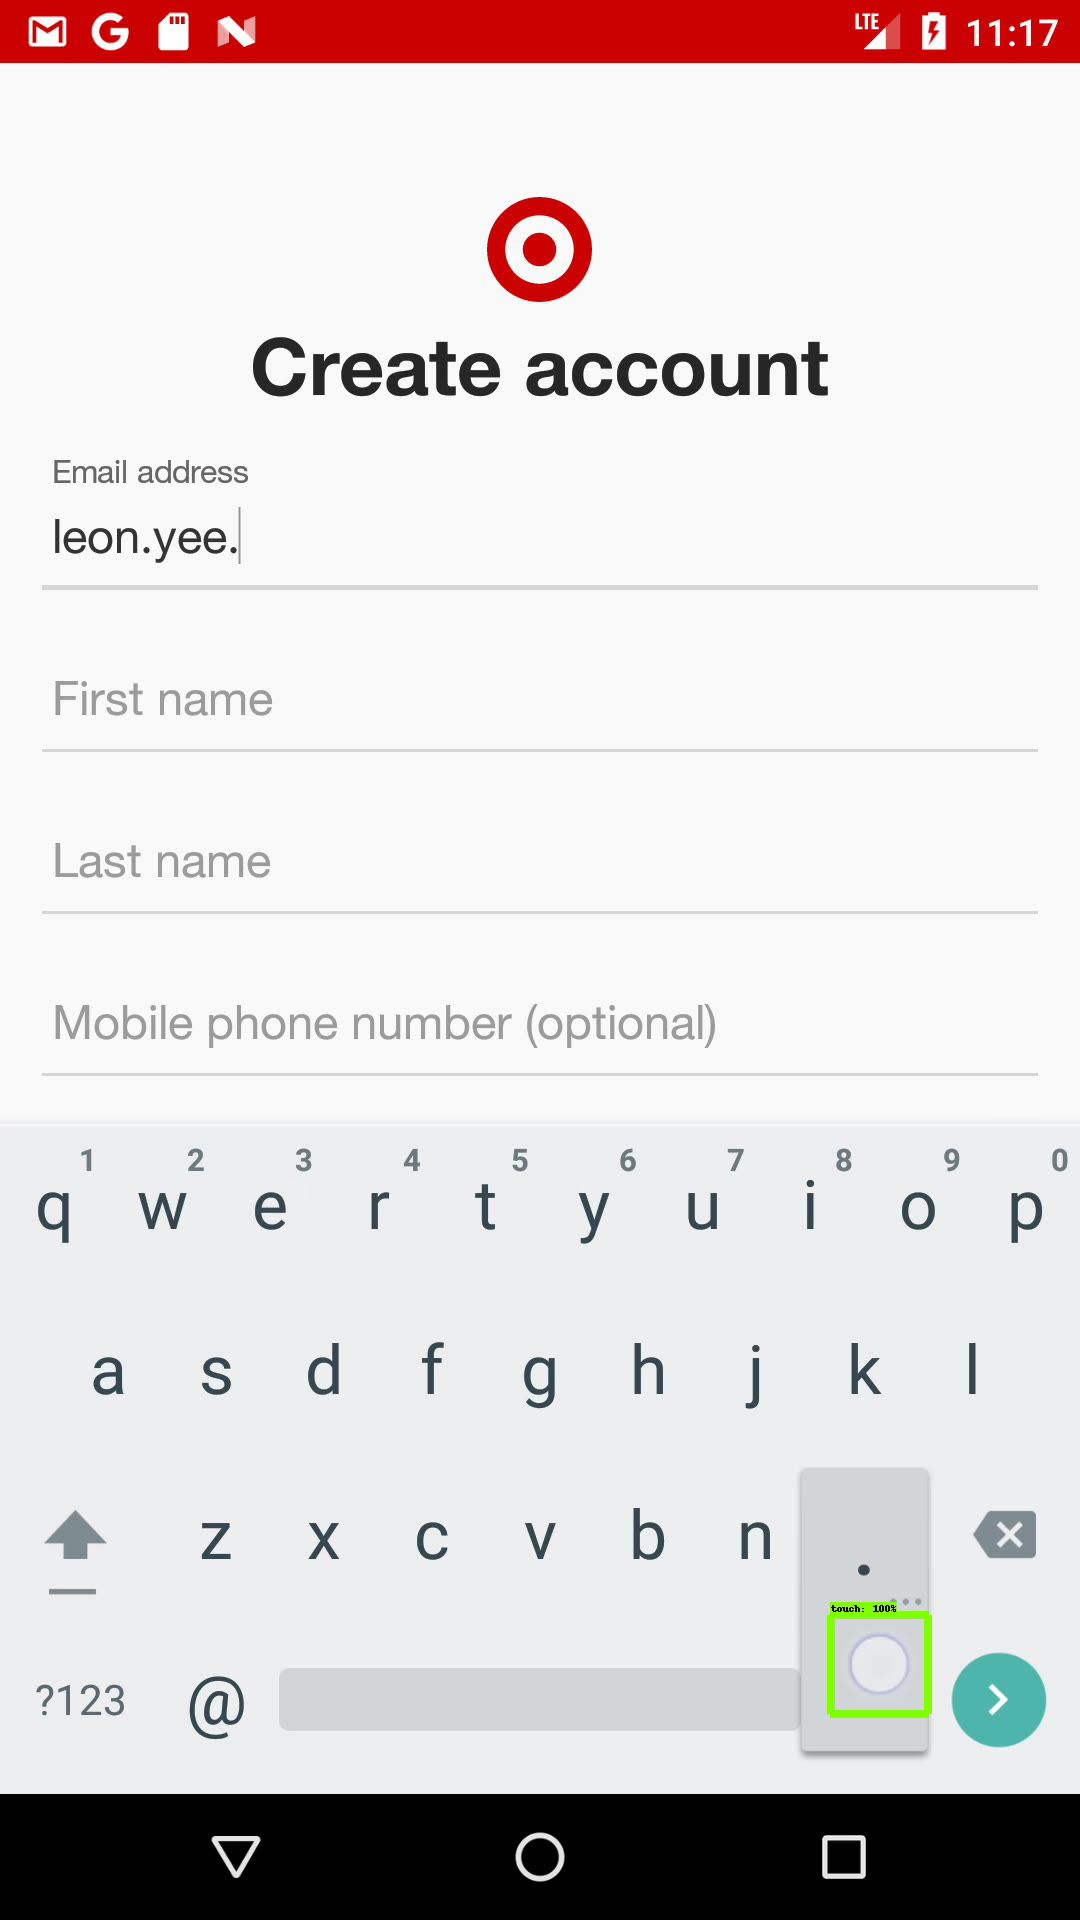 LTE 11:17
Create account
Email address
leon.yee.
First name
Last name
Mobile phone number (optional)
1 2 3 4 5 6 7 8 9 0
q w e r t y u i o p
a s d f g h j k l
z x c v b n .
touch: 100%
?123 @